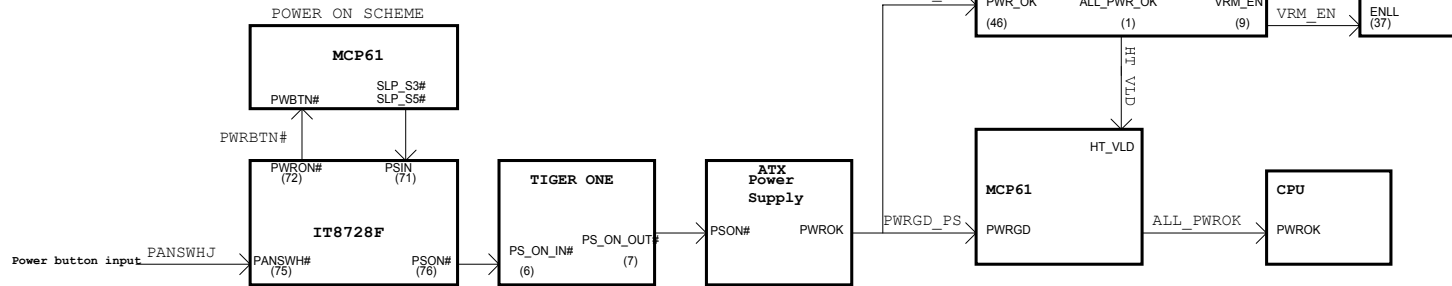 POWER ON SCHEME
MCP61
SLP_S3#
PWBTN# SLP_S5#
PWRBTN#
PWRON#
(72)
PSIN
(71)
IT8728F
Power button input
PANSWHJ
PANSWH#
(75)
PSON#
(76)
TIGER ONE
PS_ON_IN#
(6)
PS_ON_OUT#
(7)
ATX
Power
Supply
PSON# PWROK
PWRGD_PS
PWR_OK
(46)
ALL_PWR_OK
(1)
VRM_EN
(9)
VRM_EN
ENLL
(37)
HT_VLD
HT_VLD
MCP61
PWRGD
ALL_PWROK
CPU
PWROK